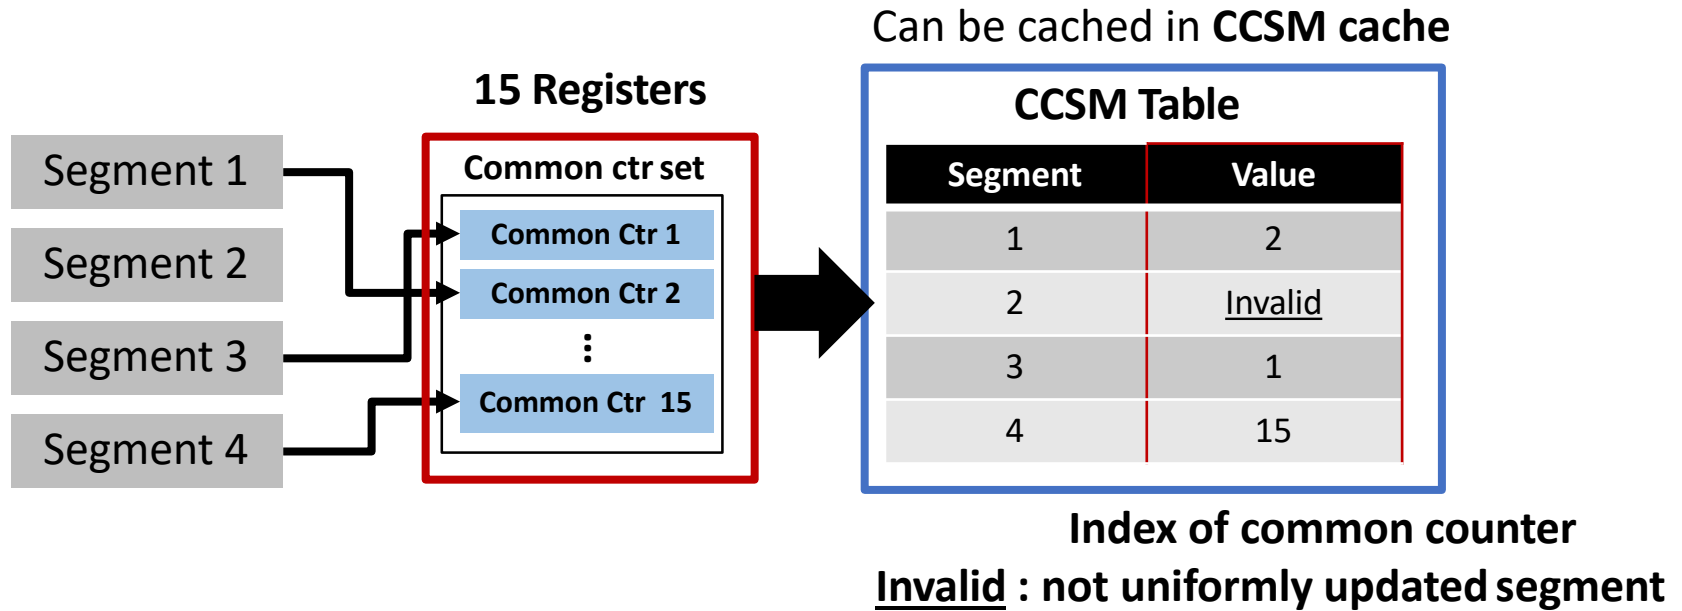 Can be cached in CCSM cache
15 Registers
CCSM Table
Segment 1
Segment 2
Segment 3
Segment 4
Common ctr set
Common Ctr 1
Common Ctr 2
⋮
Common Ctr 15
Segment Value
1 2
2 Invalid
3 1
4 15
Index of common counter
Invalid : not uniformly updated segment